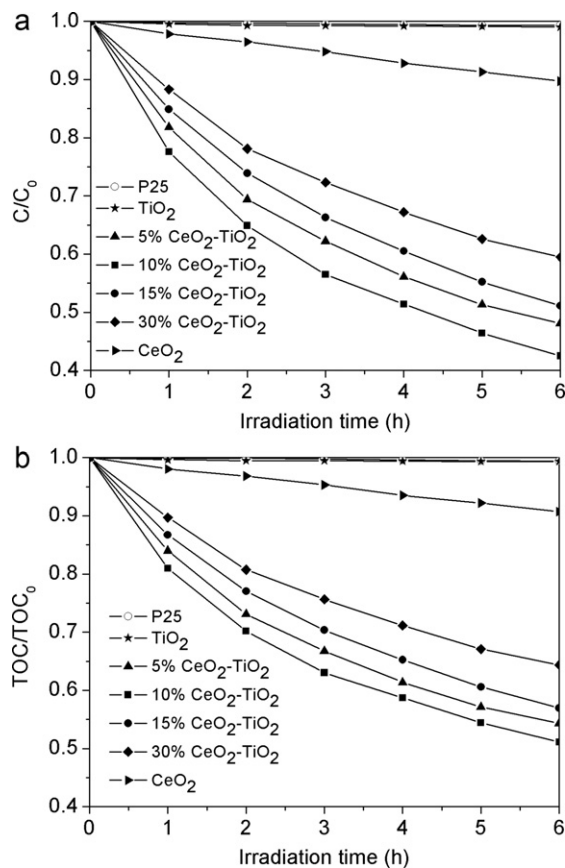 a
1.0
0.9
0.8
0.7
0.6
0.5
0.4
C/C₀
P25
TiO₂
5% CeO₂-TiO₂
10% CeO₂-TiO₂
15% CeO₂-TiO₂
30% CeO₂-TiO₂
CeO₂
0 1 2 3 4 5 6
Irradiation time (h)
b
1.0
0.9
0.8
0.7
0.6
0.5
0.4
TOC/TOC₀
P25
TiO₂
5% CeO₂-TiO₂
10% CeO₂-TiO₂
15% CeO₂-TiO₂
30% CeO₂-TiO₂
CeO₂
0 1 2 3 4 5 6
Irradiation time (h)